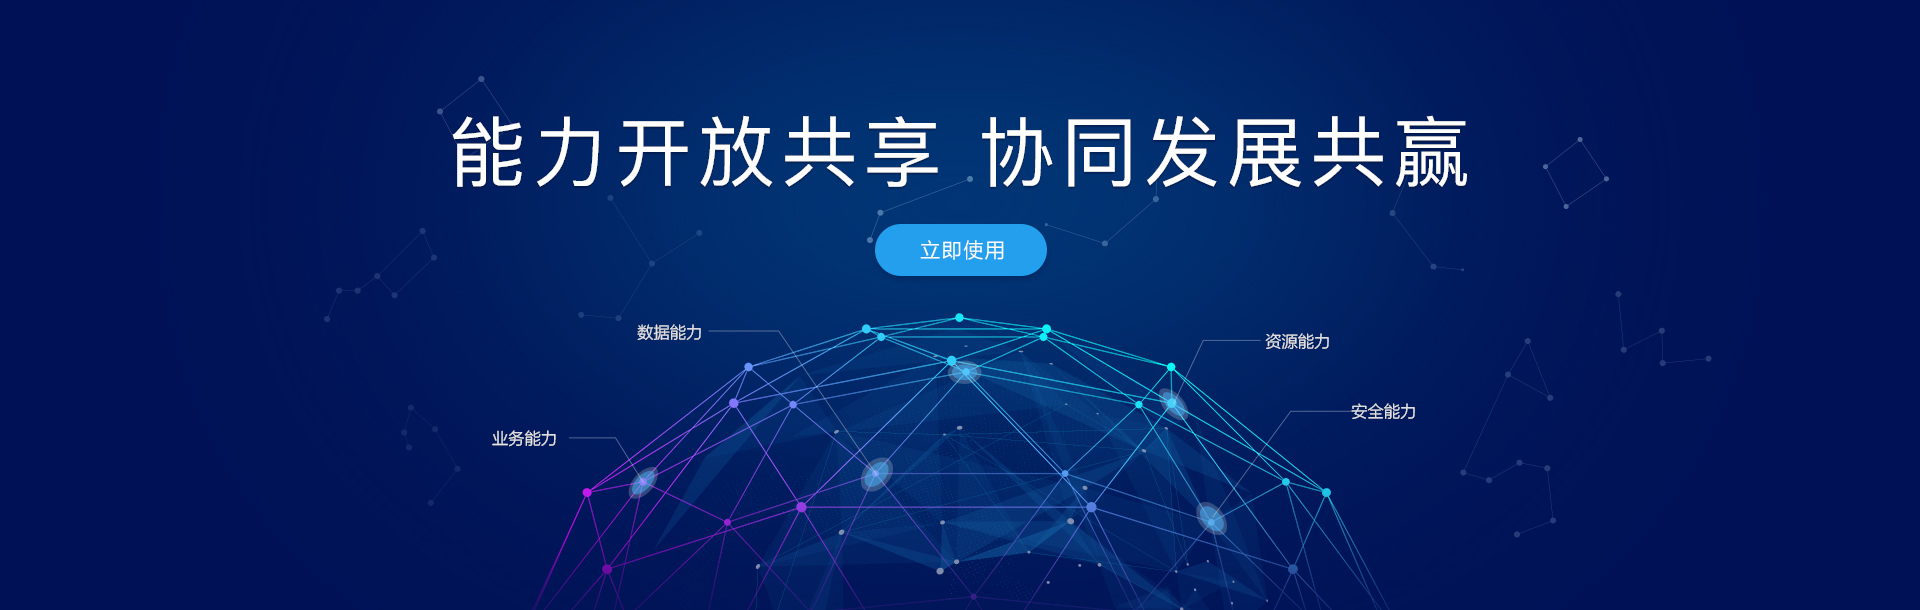 能力开放共享 协同发展共赢
立即使用
数据能力
资源能力
安全能力
业务能力